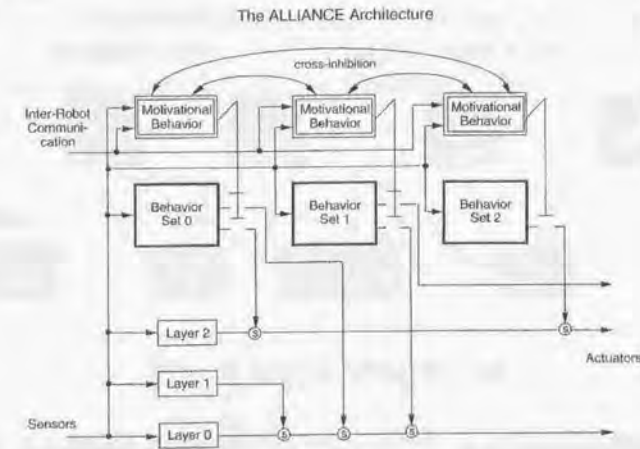 The ALLIANCE Architecture
cross-inhibition
Inter-Robot
Communi-
cation
Motivational
Behavior
Motivational
Behavior
Motivational
Behavior
Behavior
Set 0
Behavior
Set 1
Behavior
Set 2
Layer 2
S
S
Actuators
Layer 1
Sensors
Layer 0
S
S
S